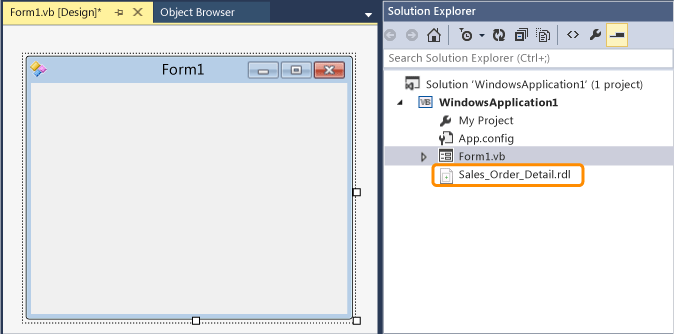 Form1.vb [Design]*
Object Browser
Form1
Solution Explorer
Search Solution Explorer (Ctrl+;)
Solution 'WindowsApplication1' (1 project)
VB WindowsApplication1
My Project
App.config
Form1.vb
Sales_Order_Detail.rdl